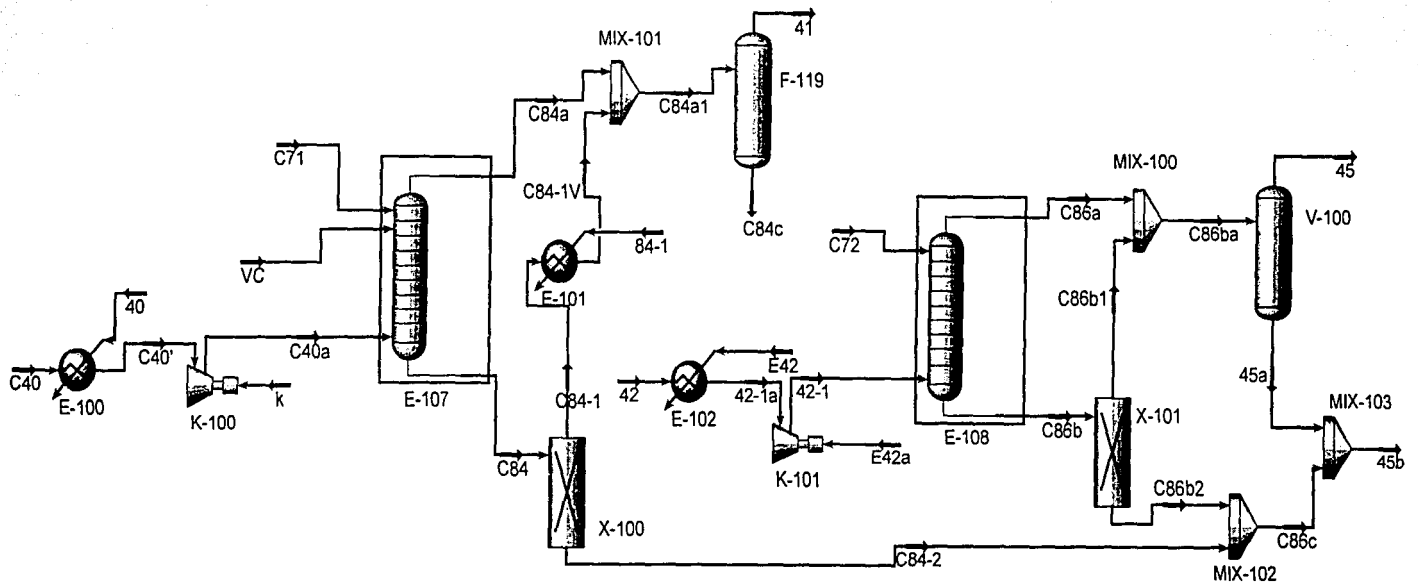 41
MIX-101
F-119
C84a
C84a1
C71
MIX-100
45
C84-1V
C86a
V-100
84-1
C84c
C72
C86ba
VC
E-101
C86b1
40
C40'
C40a
E42
45a
C40
42
42-1a
42-1
E-100
k
E-107
C84-1
E-102
X-101
MIX-103
K-100
E-108
C86b
C84
E42a
45b
K-101
C86b2
X-100
C86c
C84-2
MIX-102